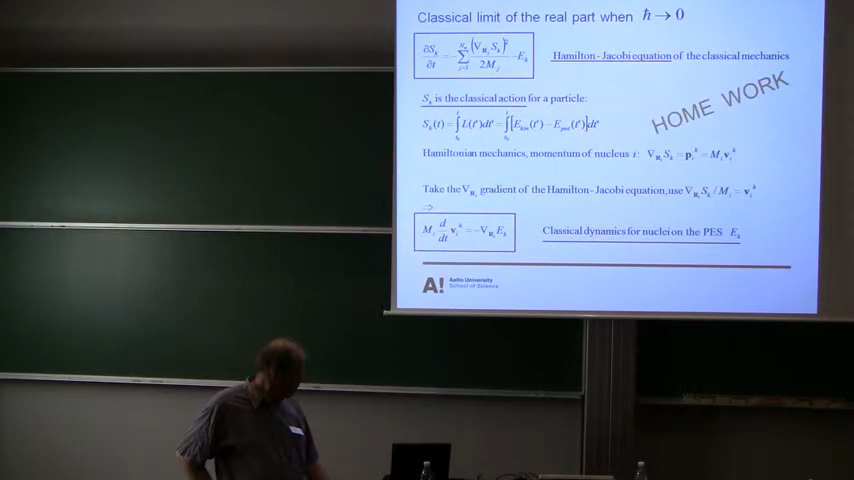 Classical limit of the real part when ħ → 0
∂S_k/∂t = -∑_{j=1}^{N_n} (∇_{R_j} S_k)²/2M_j - E_k
Hamilton-Jacobi equation of the classical mechanics
HOME WORK
S_k is the classical action for a particle:
S_k(t) = ∫_{t_0}^{t} L(t')dt' = ∫_{t_0}^{t} [E_kin(t') - E_pot(t')]dt'
Hamiltonian mechanics, momentum of nucleus i: ∇_{R_i} S_k = p_i^k = M_i v_i^k
Take the ∇_{R_i} gradient of the Hamilton-Jacobi equation, use ∇_{R_i} S_k / M_i = v_i^k
⇒
M_i d/dt v_i^k = -∇_{R_i} E_k
Classical dynamics for nuclei on the PES E_k
A! Aalto University
School of Science